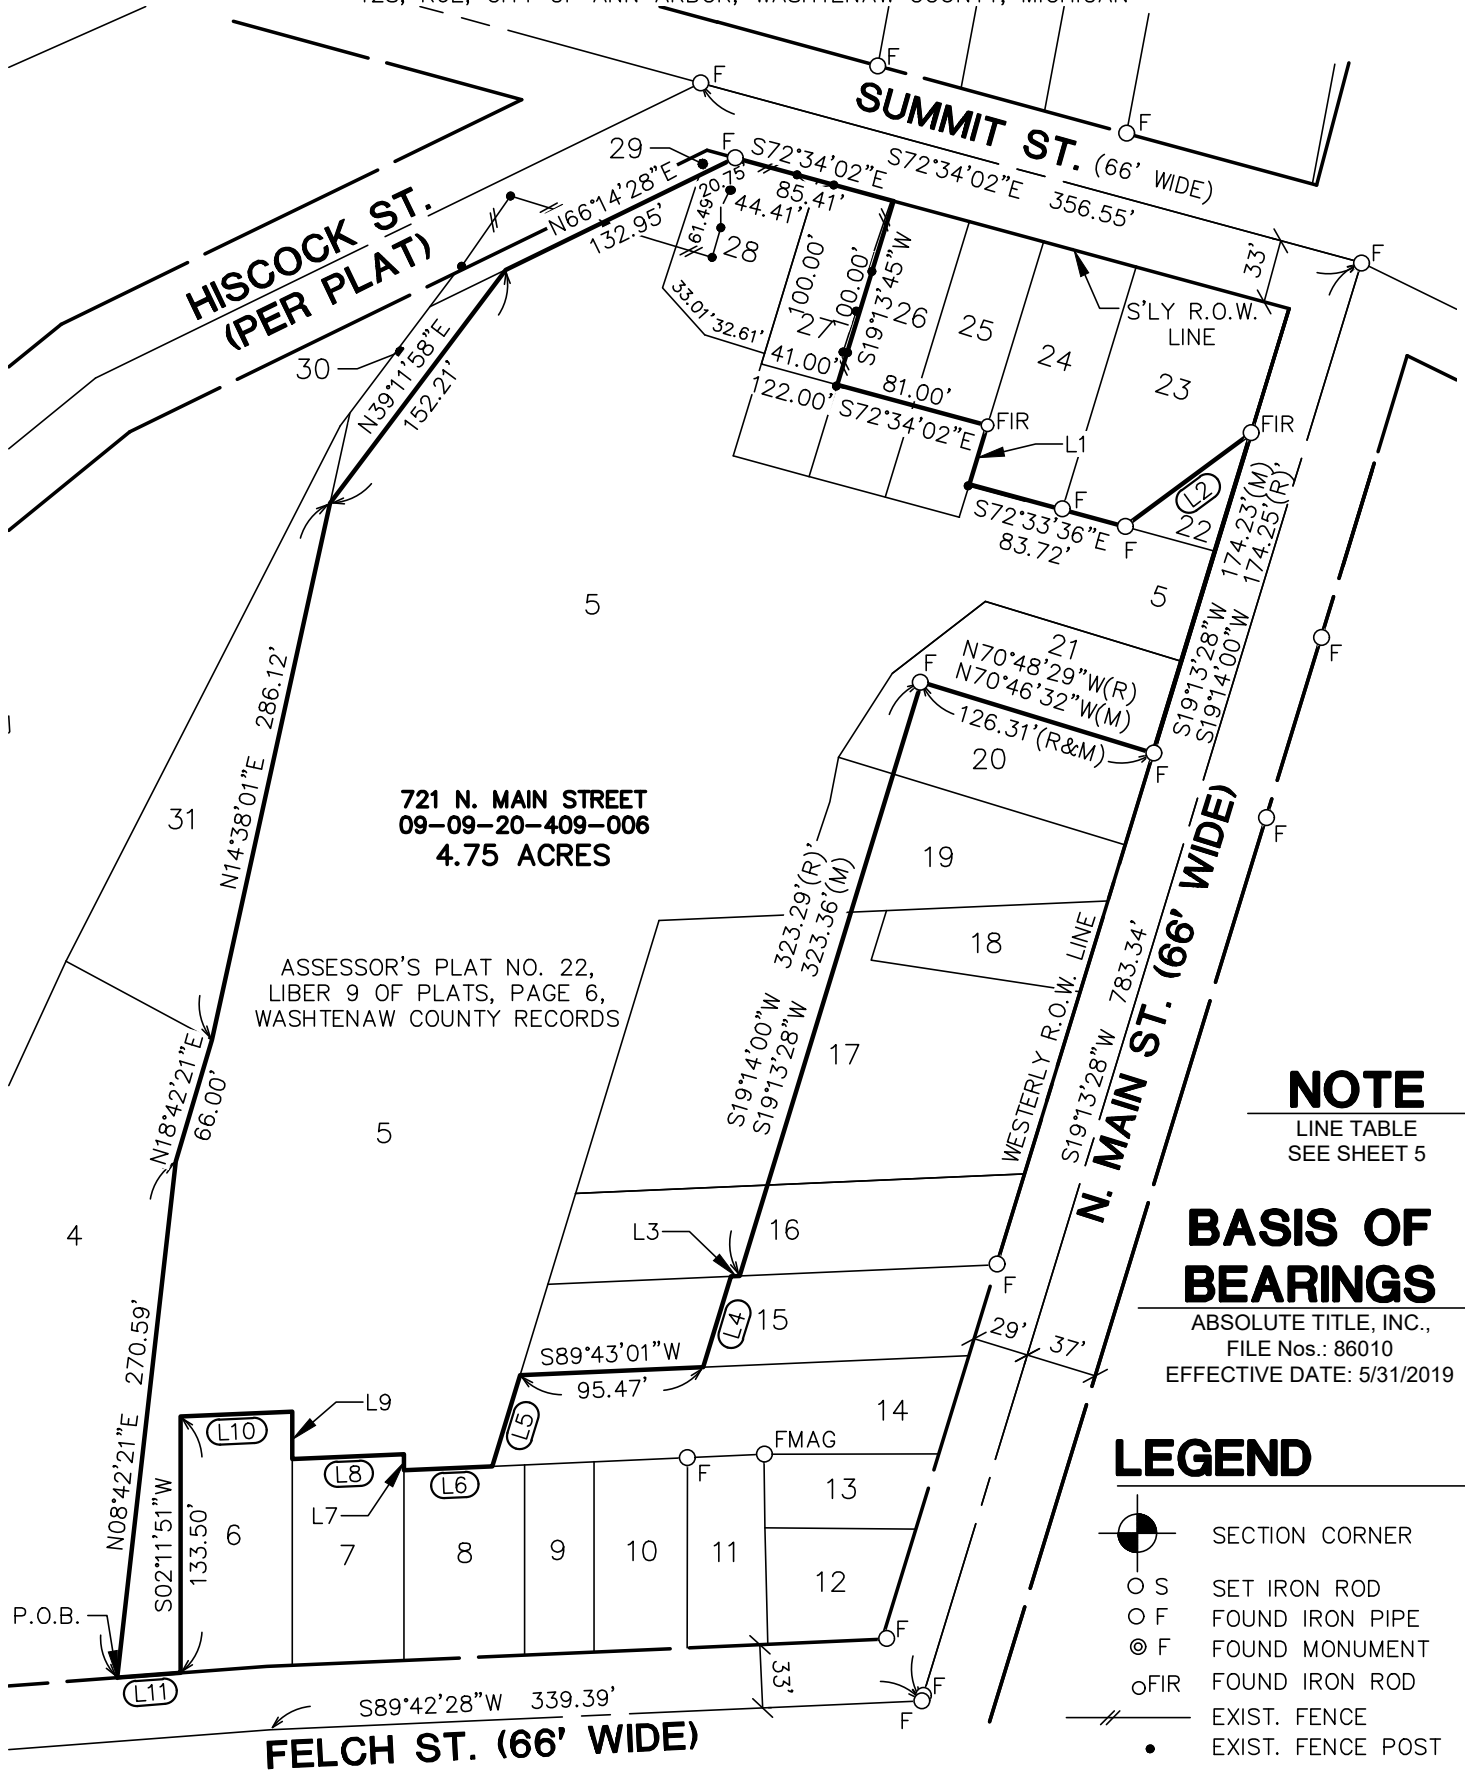 T2S, R6E, CITY OF ANN ARBOR, WASHTENAW COUNTY, MICHIGAN
F
F
SUMMIT ST. (66' WIDE)
F
S72°34'02"E 356.55'
F
33'
S'LY R.O.W.
LINE
HISCOCK ST.
(PER PLAT)
29
F
S72°34'02"E
85.41'
N66°14'28"E
132.95'
20.75'
44.41'
61.49'
28
33.01'
32.61'
100.00'
27
100.00'
S19°13'45"W
26
25
24
23
41.00'
122.00'
81.00'
S72°34'02"E
FIR
L1
FIR
L2
22
F
F
S72°33'36"E
83.72'
30
N39°11'58"E
152.21'
174.23'(M)
174.25'(R)
S19°13'28"W
S19°14'00"W
5
5
21
N70°48'29"W(R)
N70°46'32"W(M)
126.31'(R&M)
F
F
F
F
20
N14°38'01"E 286.12'
31
721 N. MAIN STREET
09-09-20-409-006
4.75 ACRES
19
18
S19°14'00"W 323.29'(R)
S19°13'28"W 323.36'(M)
ASSESSOR'S PLAT NO. 22,
LIBER 9 OF PLATS, PAGE 6,
WASHTENAW COUNTY RECORDS
17
WESTERLY R.O.W. LINE
S19°13'28"W 783.34'
N. MAIN ST. (66' WIDE)
N18°42'21"E
66.00'
5
4
L3
16
F
L4
15
29'
37'
S89°43'01"W
95.47'
L5
14
N08°42'21"E 270.59'
L10
L9
L8
L7
L6
F
FMAG
13
S02°11'51"W
133.50'
6
7
8
9
10
11
12
F
P.O.B.
L11
33'
S89°42'28"W 339.39'
F
F
FELCH ST. (66' WIDE)
NOTE
LINE TABLE
SEE SHEET 5
BASIS OF
BEARINGS
ABSOLUTE TITLE, INC.,
FILE Nos.: 86010
EFFECTIVE DATE: 5/31/2019
LEGEND
SECTION CORNER
S SET IRON ROD
F FOUND IRON PIPE
F FOUND MONUMENT
FIR FOUND IRON ROD
EXIST. FENCE
EXIST. FENCE POST